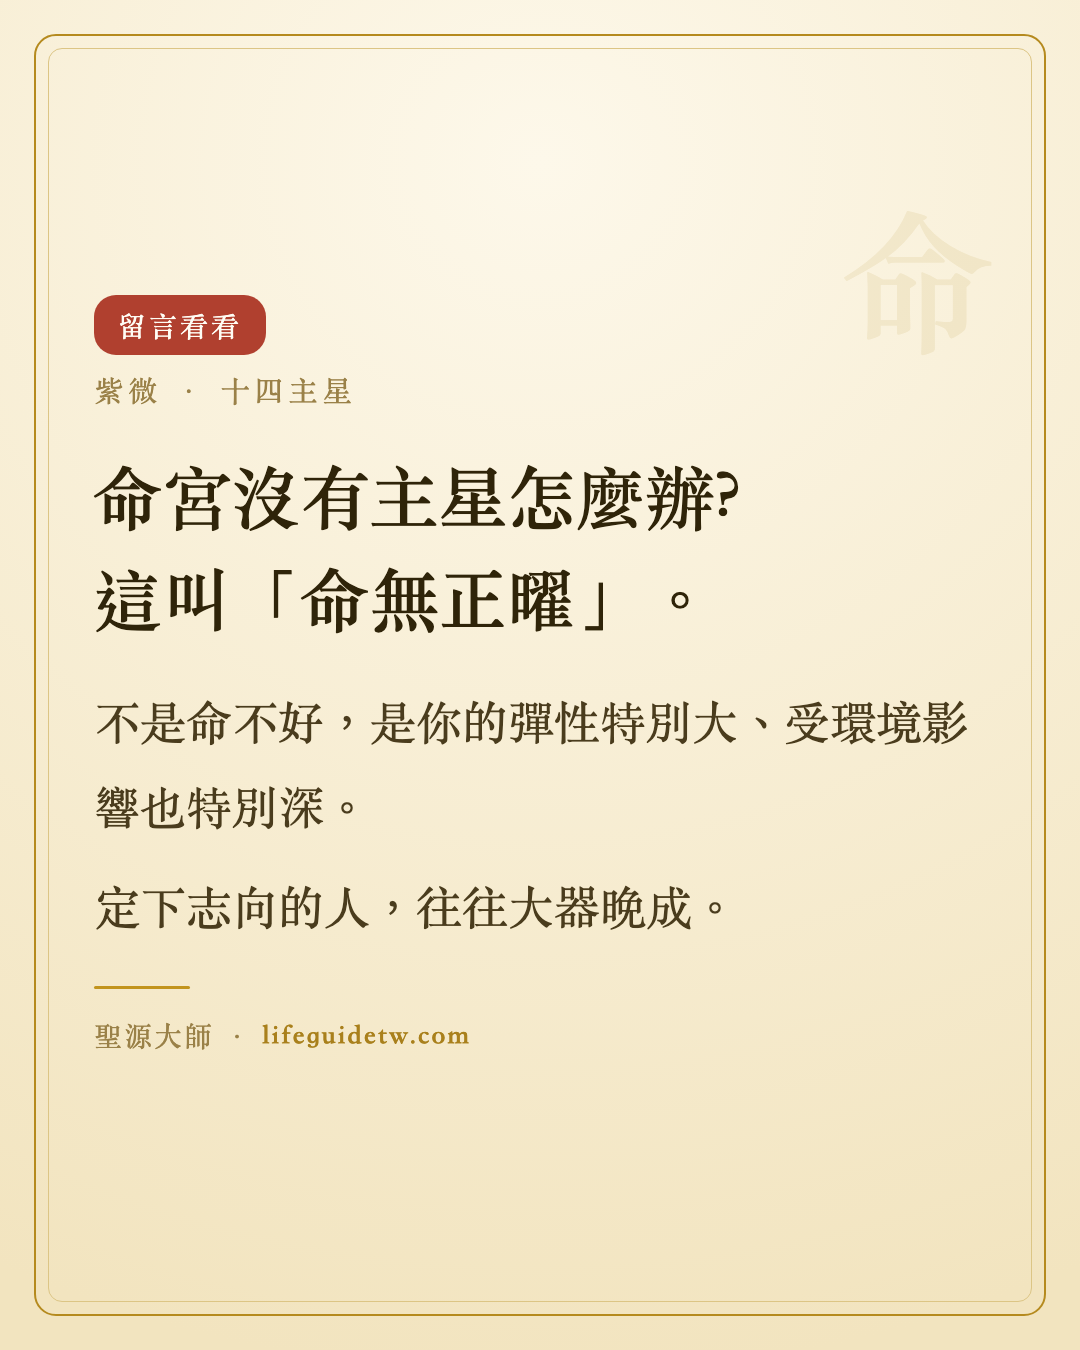 命
留言看看
紫微 · 十四主星
命宮沒有主星怎麼辦?
這叫「命無正曜」。
不是命不好，是你的彈性特別大、受環境影
響也特別深。
定下志向的人，往往大器晚成。
聖源大師 · lifeguidetw.com